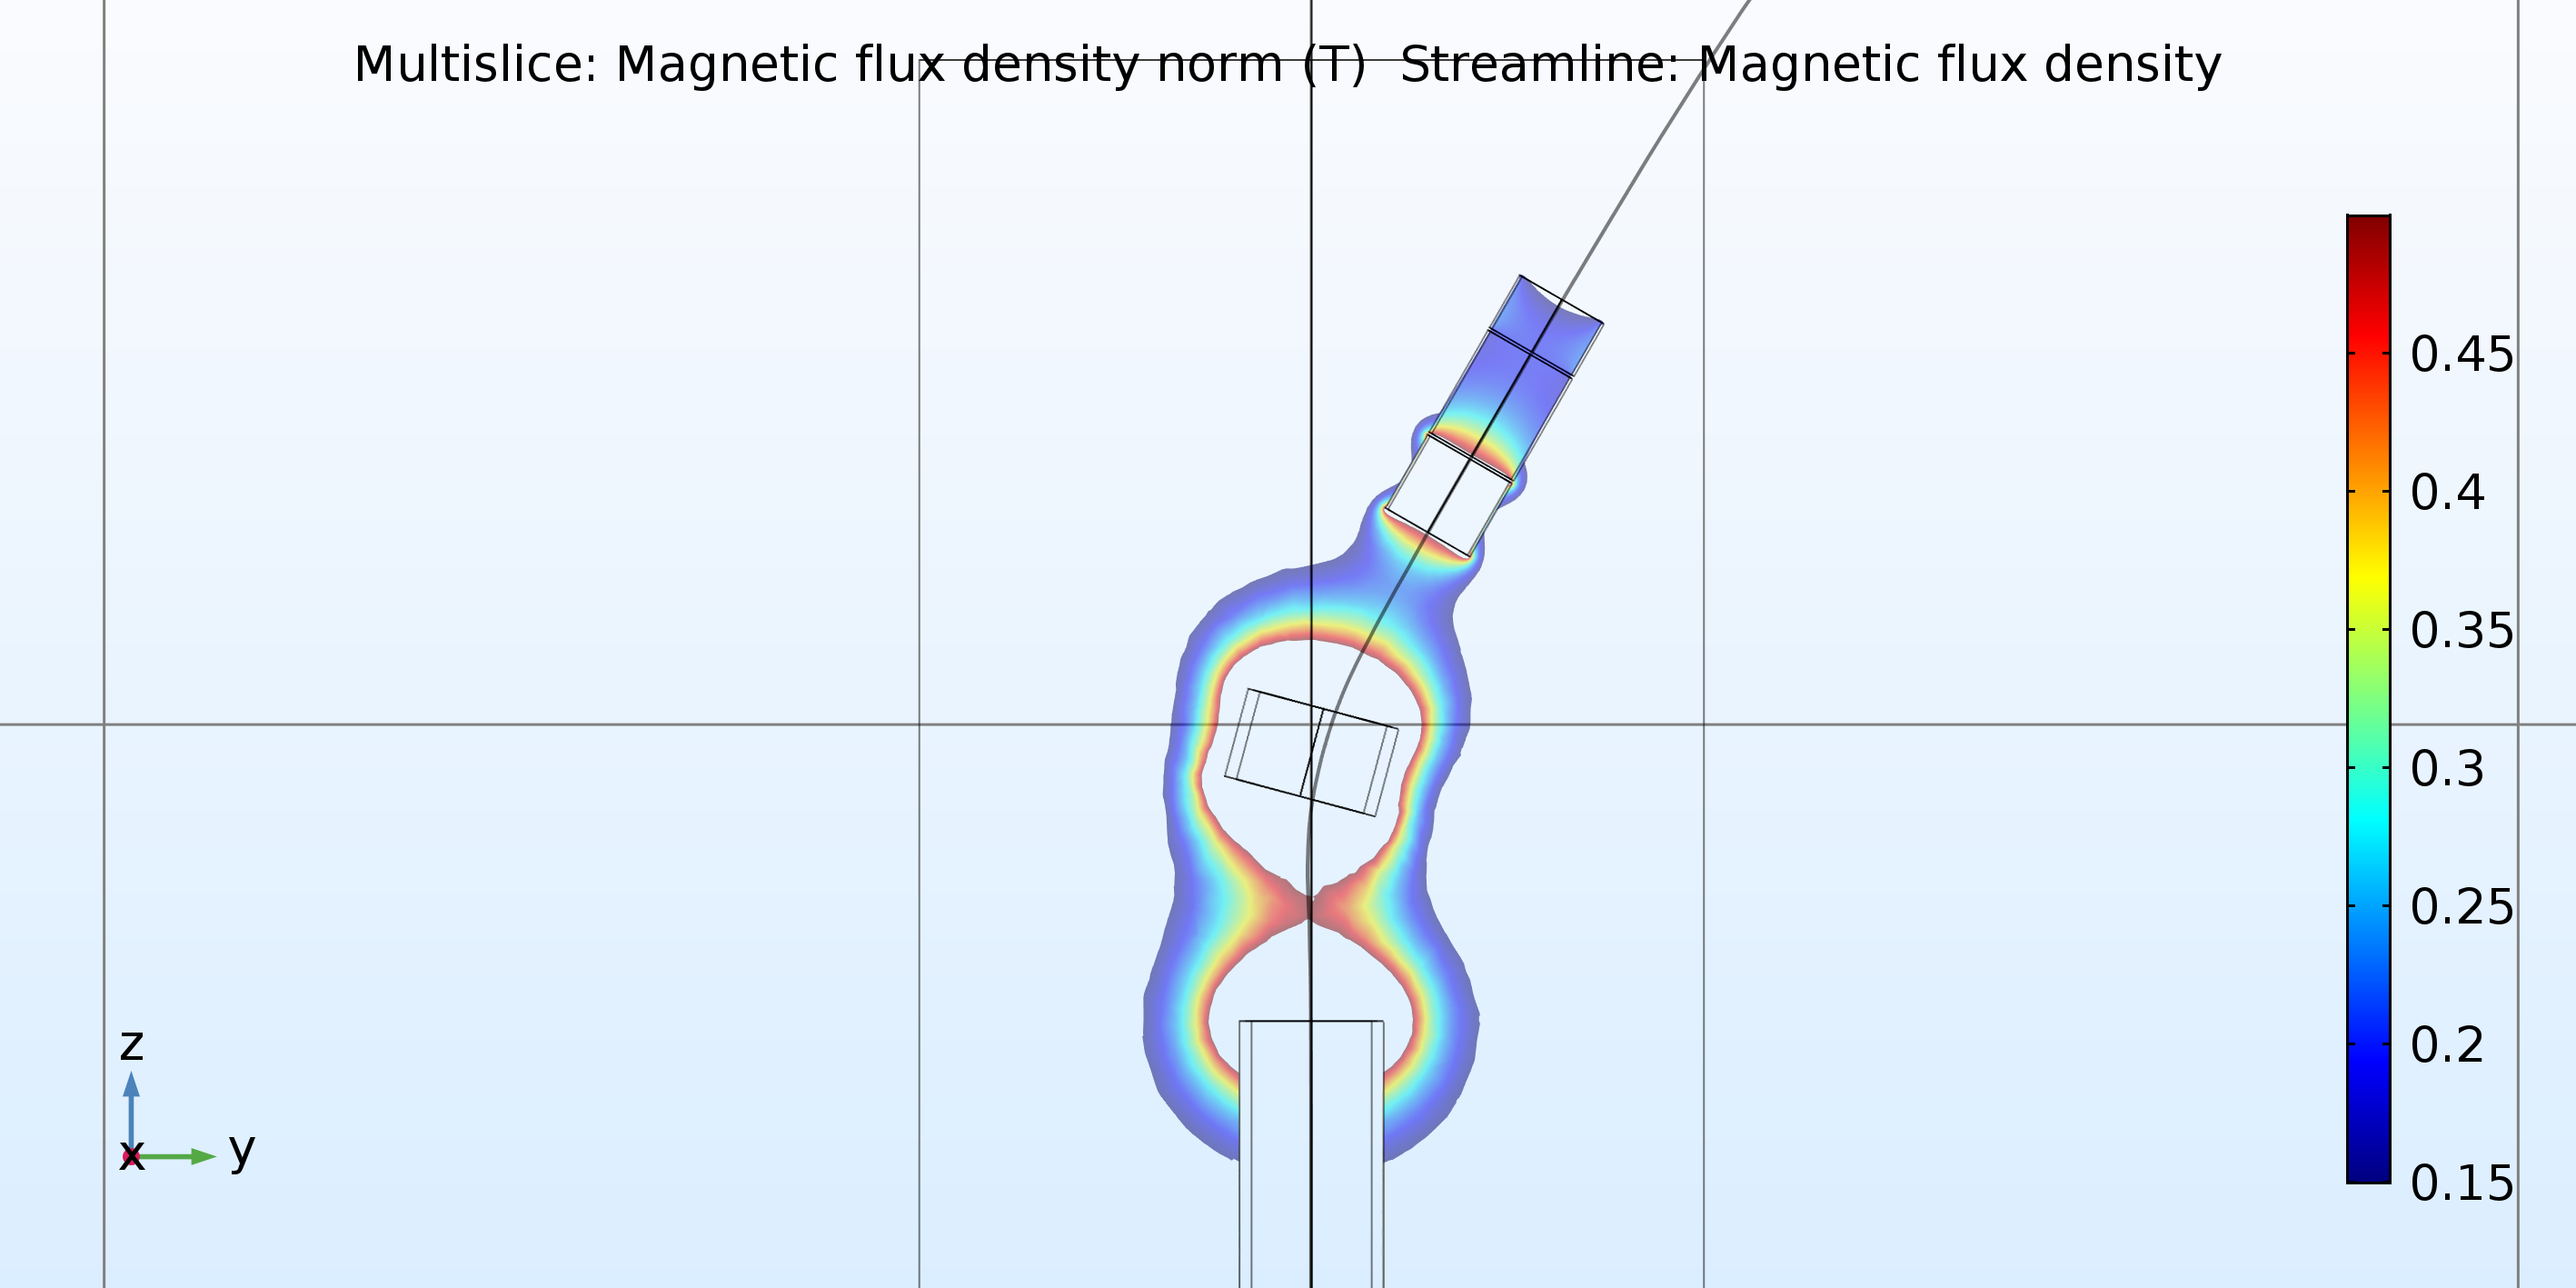 Multislice: Magnetic flux density norm (T)  Streamline: Magnetic flux density
0.45
0.4
0.35
0.3
0.25
0.2
0.15
z
x
y